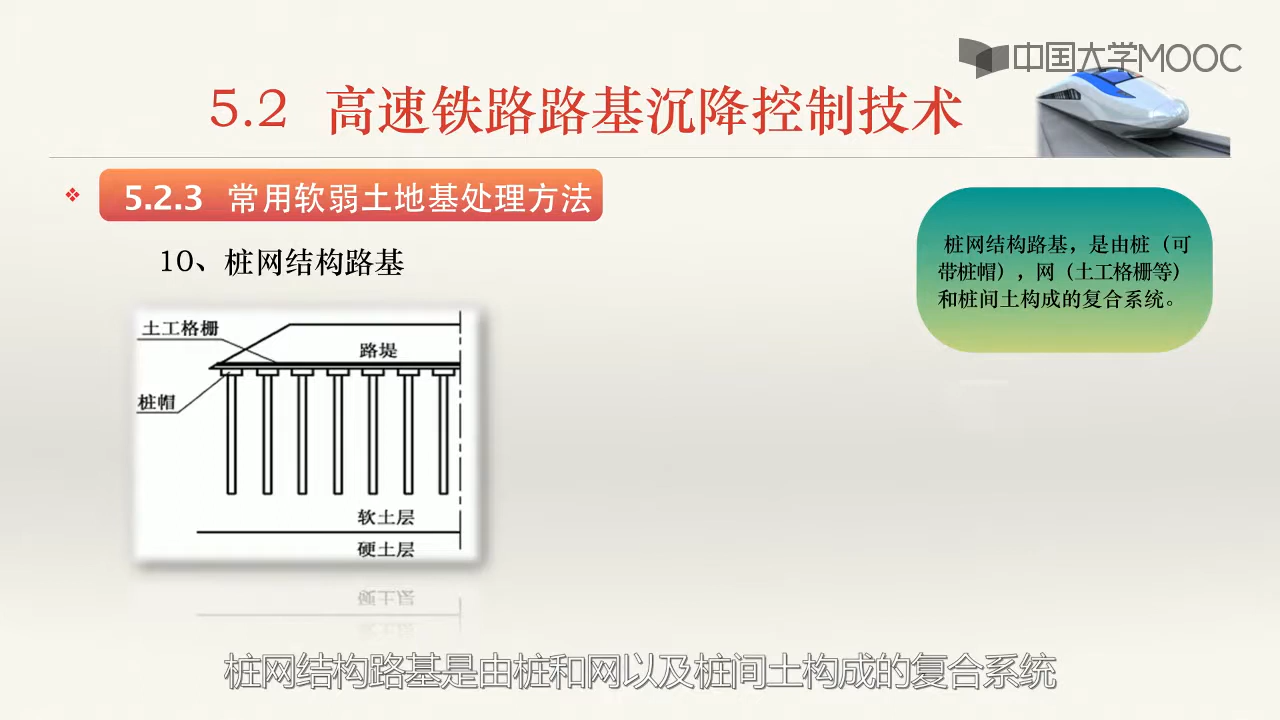 中国大学MOOC
5.2 高速铁路路基沉降控制技术
5.2.3 常用软弱土地基处理方法
10、桩网结构路基
桩网结构路基，是由桩（可
带桩帽），网（土工格栅等）
和桩间土构成的复合系统。
土工格栅
路堤
桩帽
软土层
硬土层
桩网结构路基是由桩和网以及桩间土构成的复合系统